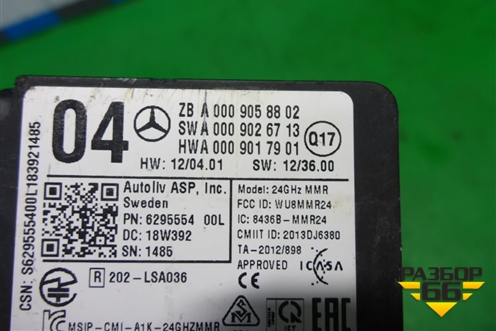 04
ZB A 000 905 88 02
SW A 000 902 67 13
HW A 000 901 79 01
Q17
HW: 12/04.01 SW: 12/36.00
Autoliv ASP, Inc.
Sweden
PN: 6295554 00L
DC: 18W392
SN: 1485
Model: 24GHz MMR
FCC ID: WU8MMR24
IC: 8436B-MMR24
CMIIT ID: 2013DJ6380
TA-2012/898
APPROVED
ICASA
CSN: S629555400L183921485
R 202-LSA036
MSIP-CMI-A1K-24GHZMMR
EAC
РАЗБОР
66